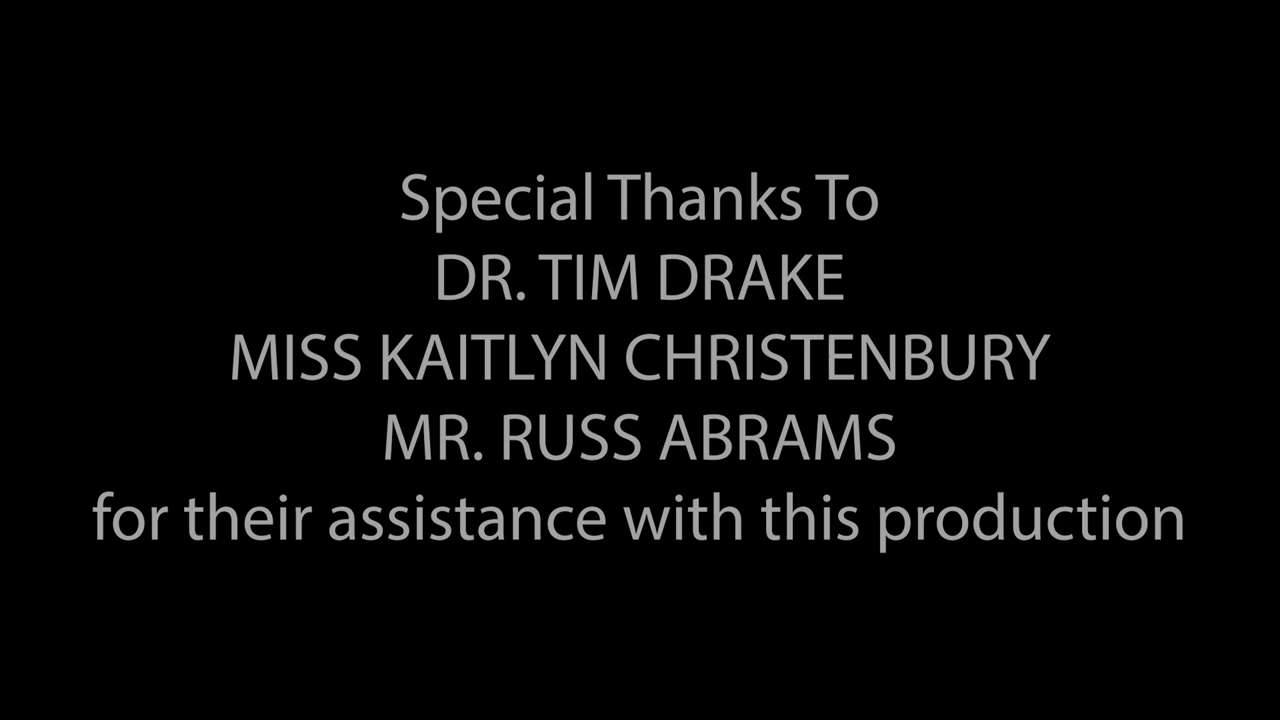 Special Thanks To
DR. TIM DRAKE
MISS KAITLYN CHRISTENBURY
MR. RUSS ABRAMS
for their assistance with this production